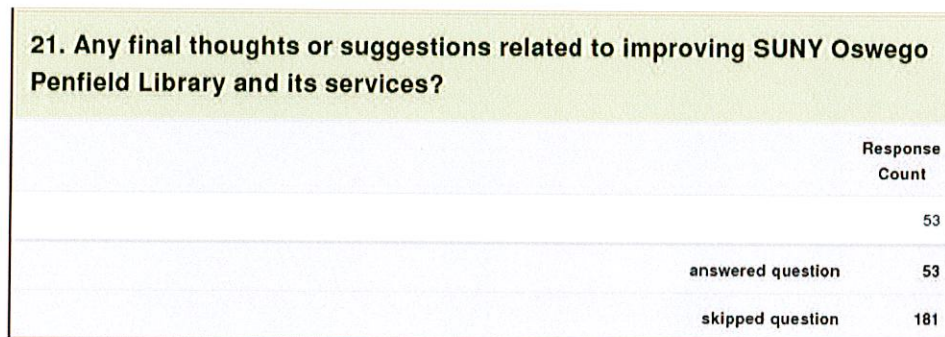 21. Any final thoughts or suggestions related to improving SUNY Oswego
Penfield Library and its services?
Response
Count
53
answered question 53
skipped question 181